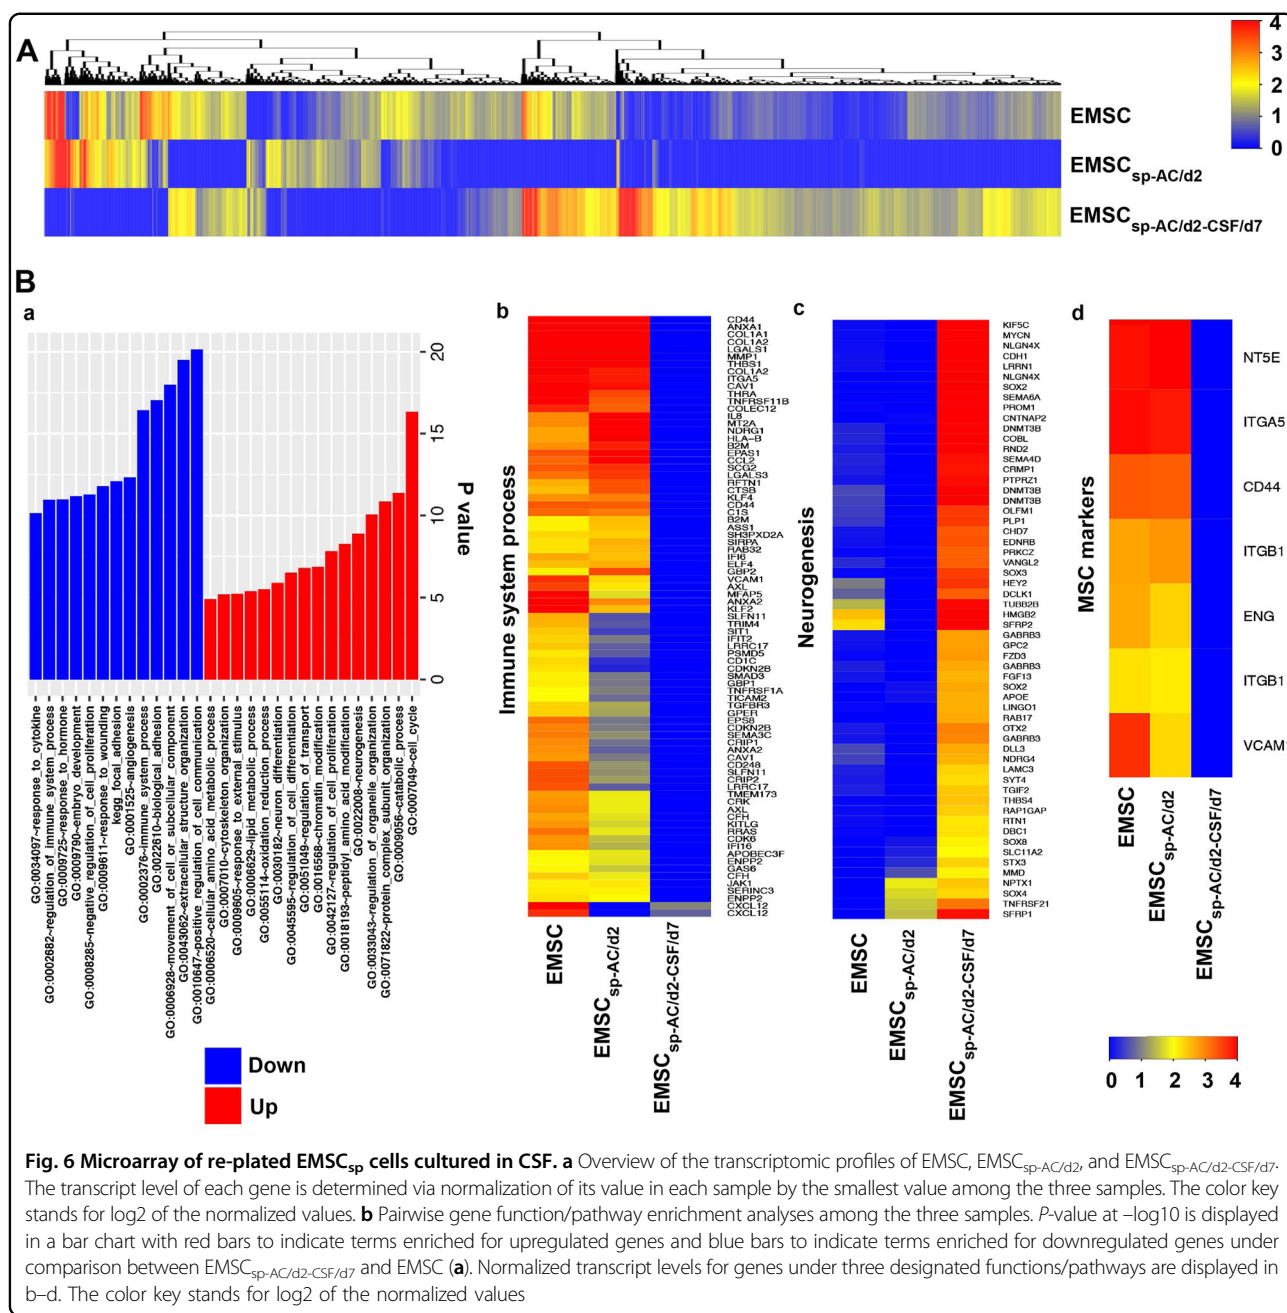 A
4
3
2
1
0
EMSC
EMSCsp-AC/d2
EMSCsp-AC/d2-CSF/d7
B
a
20
15
10
5
0
P value
GO:0034097~response_to_cytokine
GO:0002682~regulation_of_immune_system_process
GO:0009725~response_to_hormone
GO:0009790~embryo_development
GO:0008285~negative_regulation_of_cell_proliferation
GO:0009611~response_to_wounding
kegg_focal_adhesion
GO:0001525~angiogenesis
GO:0002376~immune_system_process
GO:0022610~biological_adhesion
GO:0006928~movement_of_cell_or_subcellular_component
GO:0043062~extracellular_structure_organization
GO:0010647~positive_regulation_of_cell_communication
GO:0006520~cellular_amino_acid_metabolic_process
GO:0007010~cytoskeleton_organization
GO:0009605~response_to_external_stimulus
GO:0006629~lipid_metabolic_process
GO:0055114~oxidation_reduction_process
GO:0030182~neuron_differentiation
GO:0045595~regulation_of_cell_differentiation
GO:0051049~regulation_of_transport
GO:0016568~chromatin_modification
GO:0042127~regulation_of_cell_proliferation
GO:0018193~peptidyl_amino_acid_modification
GO:0022008~neurogenesis
GO:0033043~regulation_of_organelle_organization
GO:0071822~protein_complex_subunit_organization
GO:0009056~catabolic_process
GO:0007049~cell_cycle
Down
Up
b
Immune system process
CD44
ANXA1
COL1A1
COL1A2
LGALS1
MMP1
THBS1
COL1A2
ITGA5
CAV1
THRA
TNFRSF11B
COLEC12
IL8
MT2A
NDRG1
HLA-B
B2M
EPAS1
CCL2
SCG2
LGALS3
RFTN1
CTSB
KLF4
CD44
C1S
B2M
ASS1
SH3PXD2A
SIRPA
RAB32
IFI6
ELF4
GBP2
VCAM1
AXL
MFAP5
ANXA2
KLF2
SLFN11
TRIM4
SIT1
IFIT2
LRRC17
PSMD5
CD1C
CDKN2B
SMAD3
GBP1
TNFRSF1A
TICAM2
TGFBR3
GPER
EPS8
CDKN2B
SEMA3C
CRIP1
ANXA2
CAV1
CD248
SLFN11
CRIP2
LRRC17
TMEM173
CRK
AXL
CFH
KITLG
RRAS
CDK6
IFI16
APOBEC3F
ENPP2
GAS6
CFH
JAK1
SERINC3
ENPP2
CXCL12
CXCL12
EMSC
EMSCsp-AC/d2
EMSCsp-AC/d2-CSF/d7
c
Neurogenesis
KIF5C
MYCN
NLGN4X
CDH1
LRRN1
NLGN4X
SOX2
SEMA6A
PROM1
CNTNAP2
DNMT3B
COBL
RND2
SEMA4D
CRMP1
PTPRZ1
DNMT3B
DNMT3B
OLFM1
PLP1
CHD7
EDNRB
PRKCZ
VANGL2
SOX3
HEY2
DCLK1
TUBB2B
HMGB2
SFRP2
GABRB3
GPC2
FZD3
GABRB3
FGF13
SOX2
APOE
LINGO1
RAB17
OTX2
GABRB3
DLL3
NDRG4
LAMC3
SYT4
TGIF2
THBS4
RAP1GAP
RTN1
DBC1
SOX8
SLC11A2
STX3
MMD
NPTX1
SOX4
TNFRSF21
SFRP1
EMSC
EMSCsp-AC/d2
EMSCsp-AC/d2-CSF/d7
d
MSC markers
NT5E
ITGA5
CD44
ITGB1
ENG
ITGB1
VCAM1
EMSC
EMSCsp-AC/d2
EMSCsp-AC/d2-CSF/d7
0 1 2 3 4
Fig. 6 Microarray of re-plated EMSCsp cells cultured in CSF. a Overview of the transcriptomic profiles of EMSC, EMSCsp-AC/d2, and EMSCsp-AC/d2-CSF/d7.
The transcript level of each gene is determined via normalization of its value in each sample by the smallest value among the three samples. The color key
stands for log2 of the normalized values. b Pairwise gene function/pathway enrichment analyses among the three samples. P-value at –log10 is displayed
in a bar chart with red bars to indicate terms enriched for upregulated genes and blue bars to indicate terms enriched for downregulated genes under
comparison between EMSCsp-AC/d2-CSF/d7 and EMSC (a). Normalized transcript levels for genes under three designated functions/pathways are displayed in
b–d. The color key stands for log2 of the normalized values